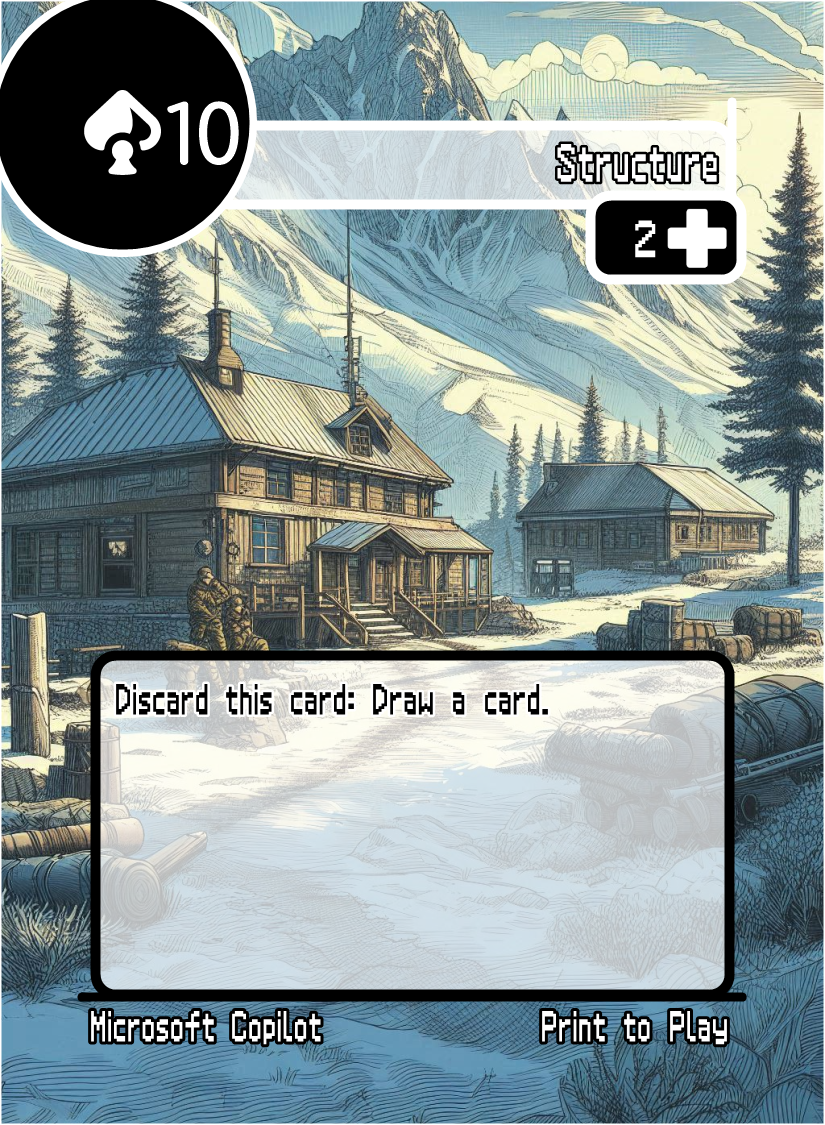 ♠10
Structure
2✚
Discard this card: Draw a card.
Microsoft Copilot
Print to Play